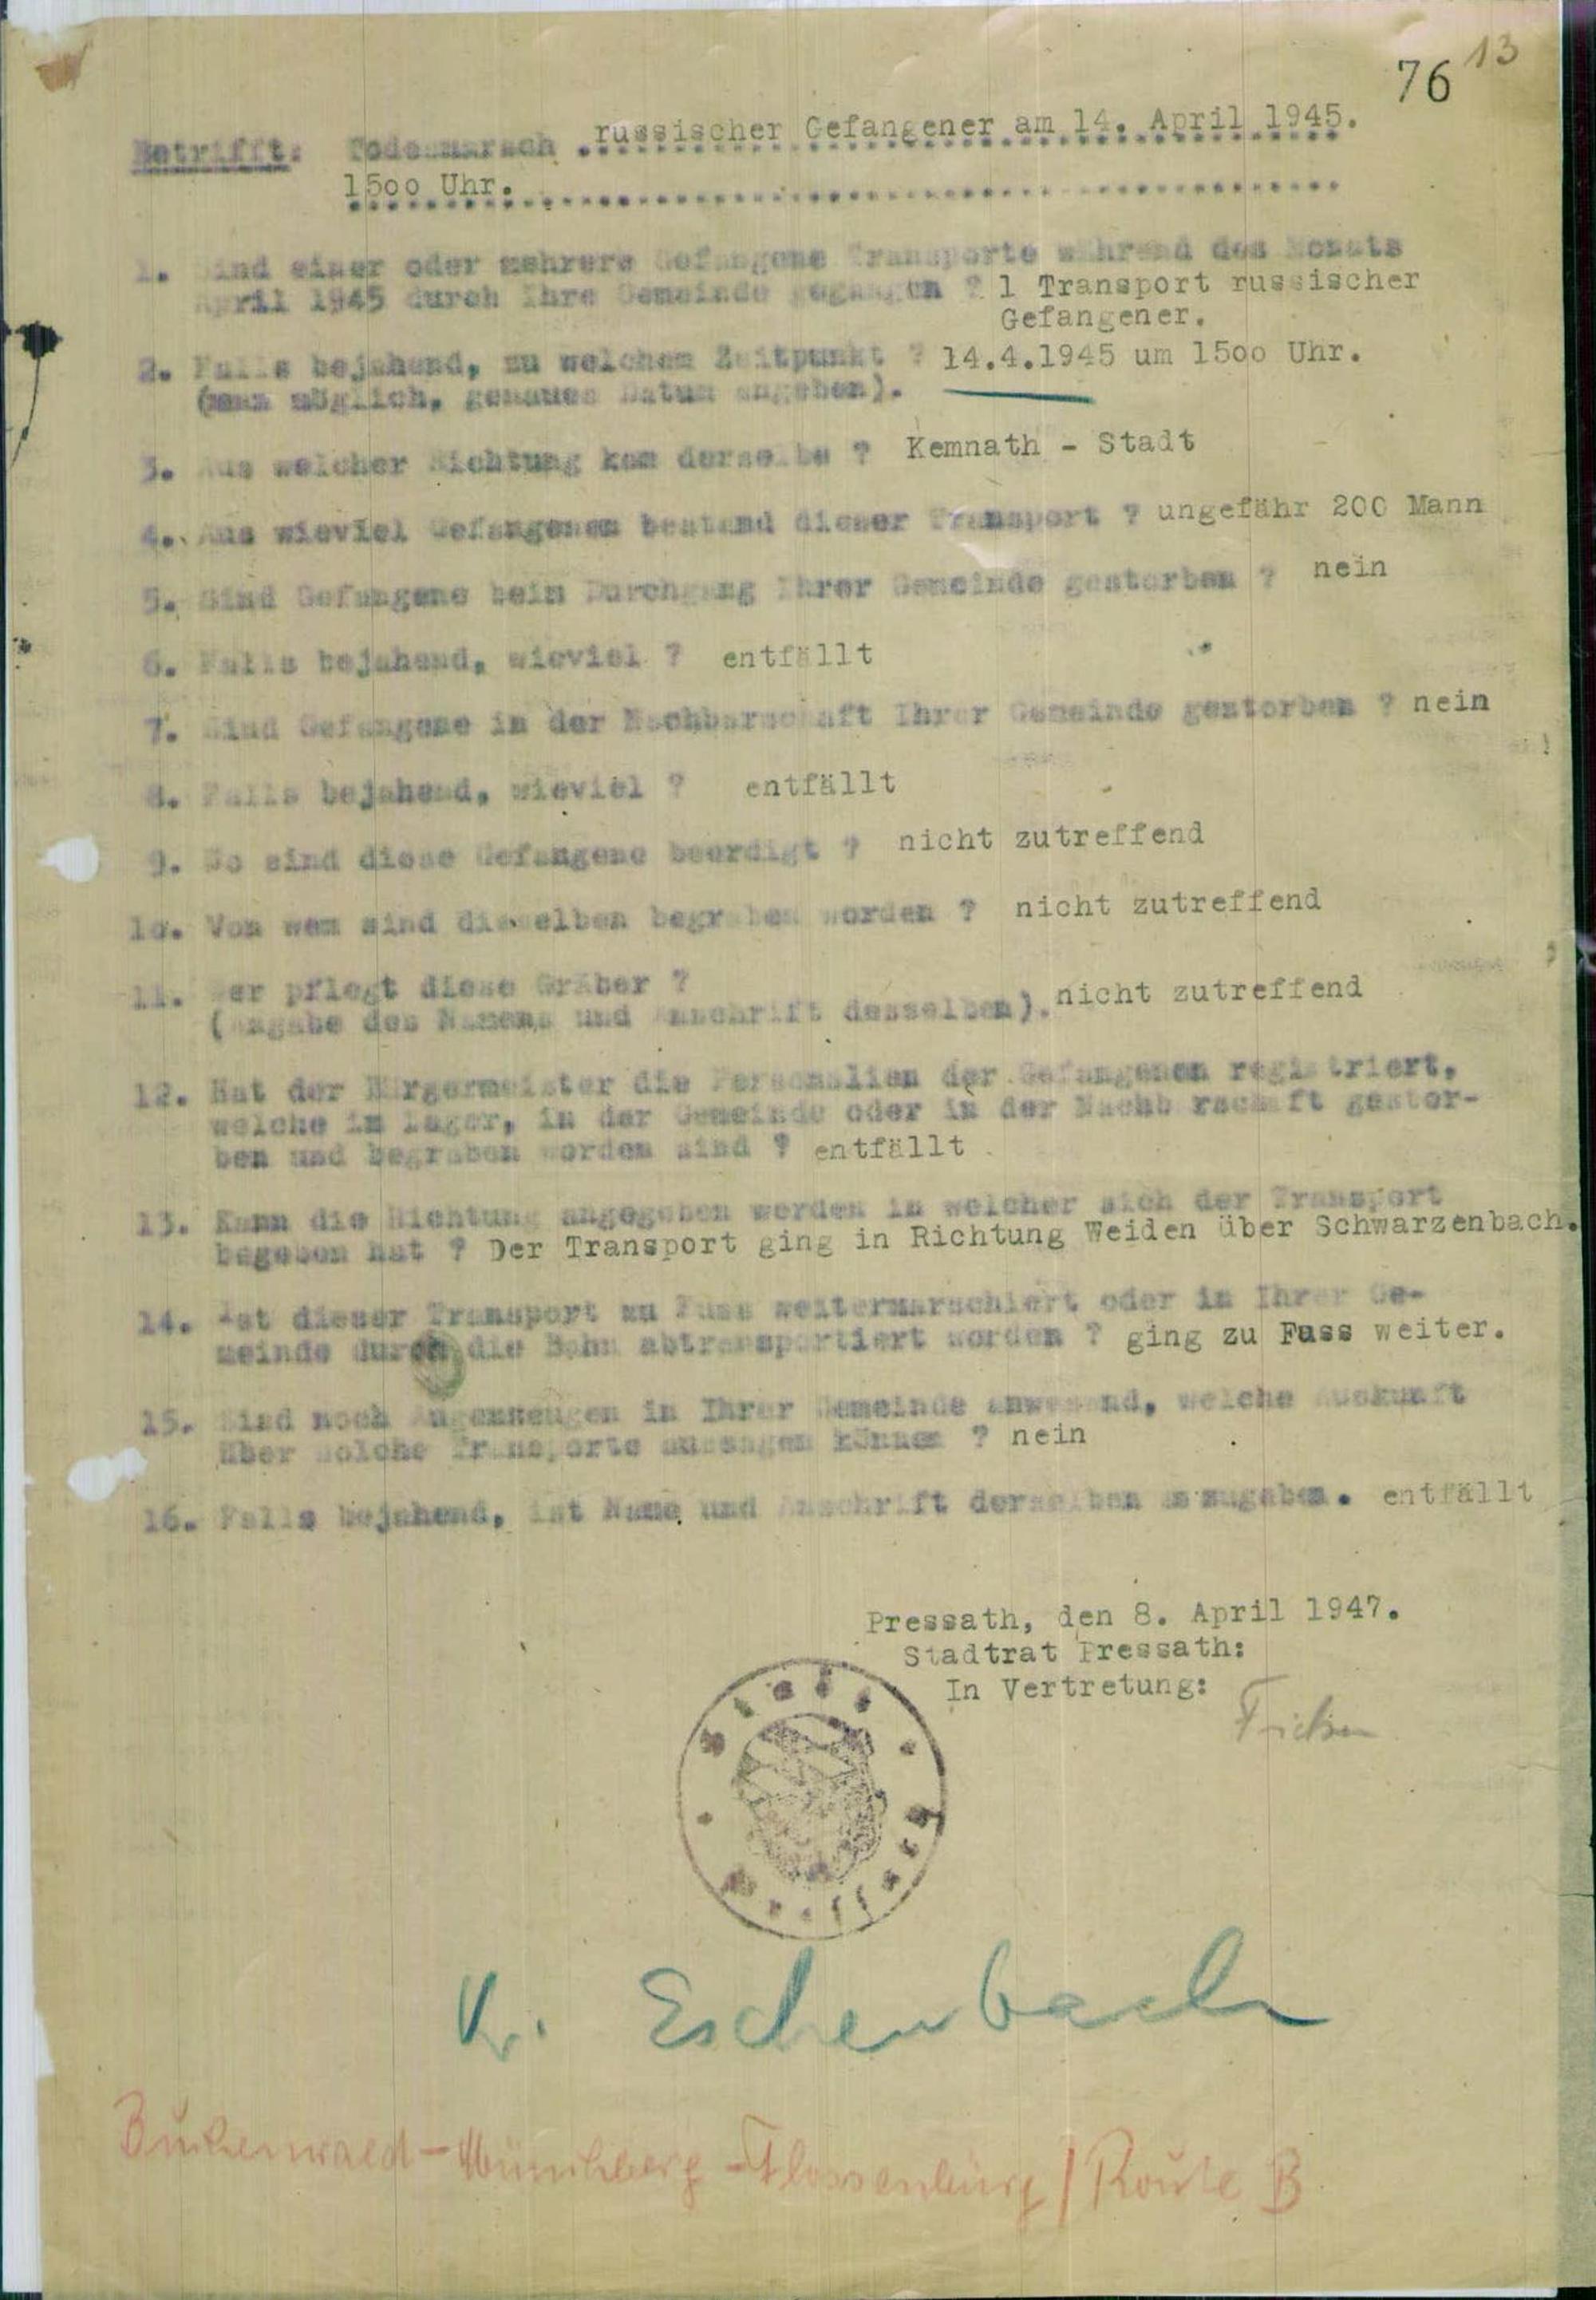 76 13
Betrifft: Todesmarsch .russischer Gefangener am 14. April 1945.
15oo Uhr.
1. Sind einer oder mehrere Gefangene Transporte während des Monats
April 1945 durch Ihre Gemeinde gegangen ? 1 Transport russischer
Gefangener.
2. Falls bejahend, zu welchem Zeitpunkt ? 14.4.1945 um 15oo Uhr.
(wenn möglich, genaues Datum angeben).
3. Aus welcher Richtung kam derselbe ? Kemnath - Stadt
4. Aus wieviel Gefangenen bestand dieser Transport ? ungefähr 200 Mann
5. Sind Gefangene beim Durchgang Ihrer Gemeinde gestorben ? nein
6. Falls bejahend, wieviel ? entfällt
7. Sind Gefangene in der Nachbarschaft Ihrer Gemeinde gestorben ? nein
8. Falls bejahend, wieviel ? entfällt
9. Wo sind diese Gefangene beerdigt ? nicht zutreffend
1o. Von wem sind dieselben begraben worden ? nicht zutreffend
11. Wer pflegt diese Gräber ?
(Angabe des Namens und Anschrift desselben). nicht zutreffend
12. Hat der Bürgermeister die Personalien der Gefangenen registriert,
welche im Lager, in der Gemeinde oder in der Nachbarschaft gestor-
ben und begraben worden sind ? entfällt
13. Kann die Richtung angegeben werden in welcher sich der Transport
begeben hat ? Der Transport ging in Richtung Weiden über Schwarzenbach.
14. Ist dieser Transport zu Fuss weitermarschiert oder in Ihrer Ge-
meinde durch die Bahn abtransportiert worden ? ging zu Fuss weiter.
15. Sind noch Augenzeugen in Ihrer Gemeinde anwesend, welche Auskunft
über solche Transporte aussagen können ? nein
16. Falls bejahend, ist Name und Anschrift derselben anzugeben. entfällt
Pressath, den 8. April 1947.
Stadtrat Pressath:
In Vertretung:
Kr. Eschenbach
Buchenwald - Münchberg - Flossenbürg / Route B